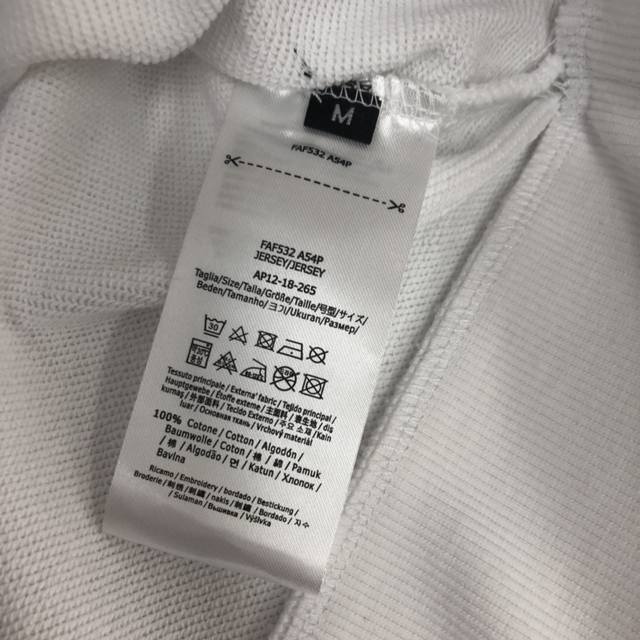 M
FAF532 A54P
FAF532 A54P
JERSEY/JERSEY
AP12-18-265
Taglia/Size/Talla/Größe/Taille/号型/サイズ/
Beden/Tamanho/크기/Ukuran/Размер/
30
Tessuto principale / External fabric / Tejido principal/
Hauptgewebe / Étoffe externe / 主面料 / 表生地 / dış
kumaş / 外部面料 / Tecido Externo / 주요 소재 / Kain
luar / Основная ткань / Vrchový materiál
100% Cotone / Cotton / Algodón /
Baumwolle / Coton / 棉 / 綿 / Pamuk
/ 棉 / Algodão / 면 / Katun / Хлопок /
Bavlna
Ricamo / Embroidery / bordado / Bestickung /
Broderie / 刺绣 / 刺繍 / nakış / 刺繡 / Bordado / 자수
/ Sulaman / Вышивка / Výšivka